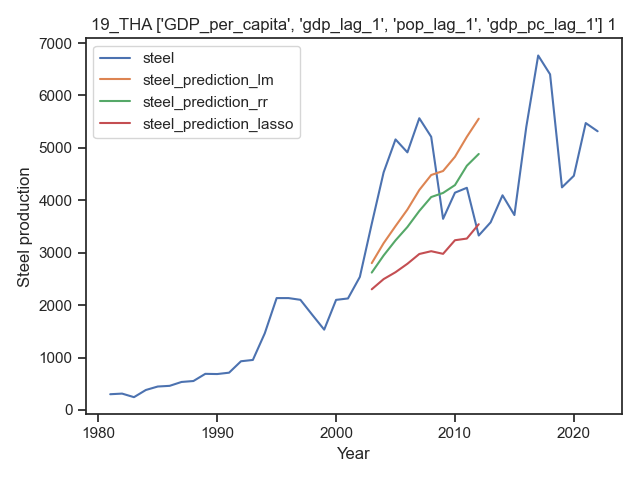 19_THA ['GDP_per_capita', 'gdp_lag_1', 'pop_lag_1', 'gdp_pc_lag_1'] 1
7000
6000
5000
4000
3000
2000
1000
0
Steel production
steel
steel_prediction_lm
steel_prediction_rr
steel_prediction_lasso
1980
1990
2000
2010
2020
Year